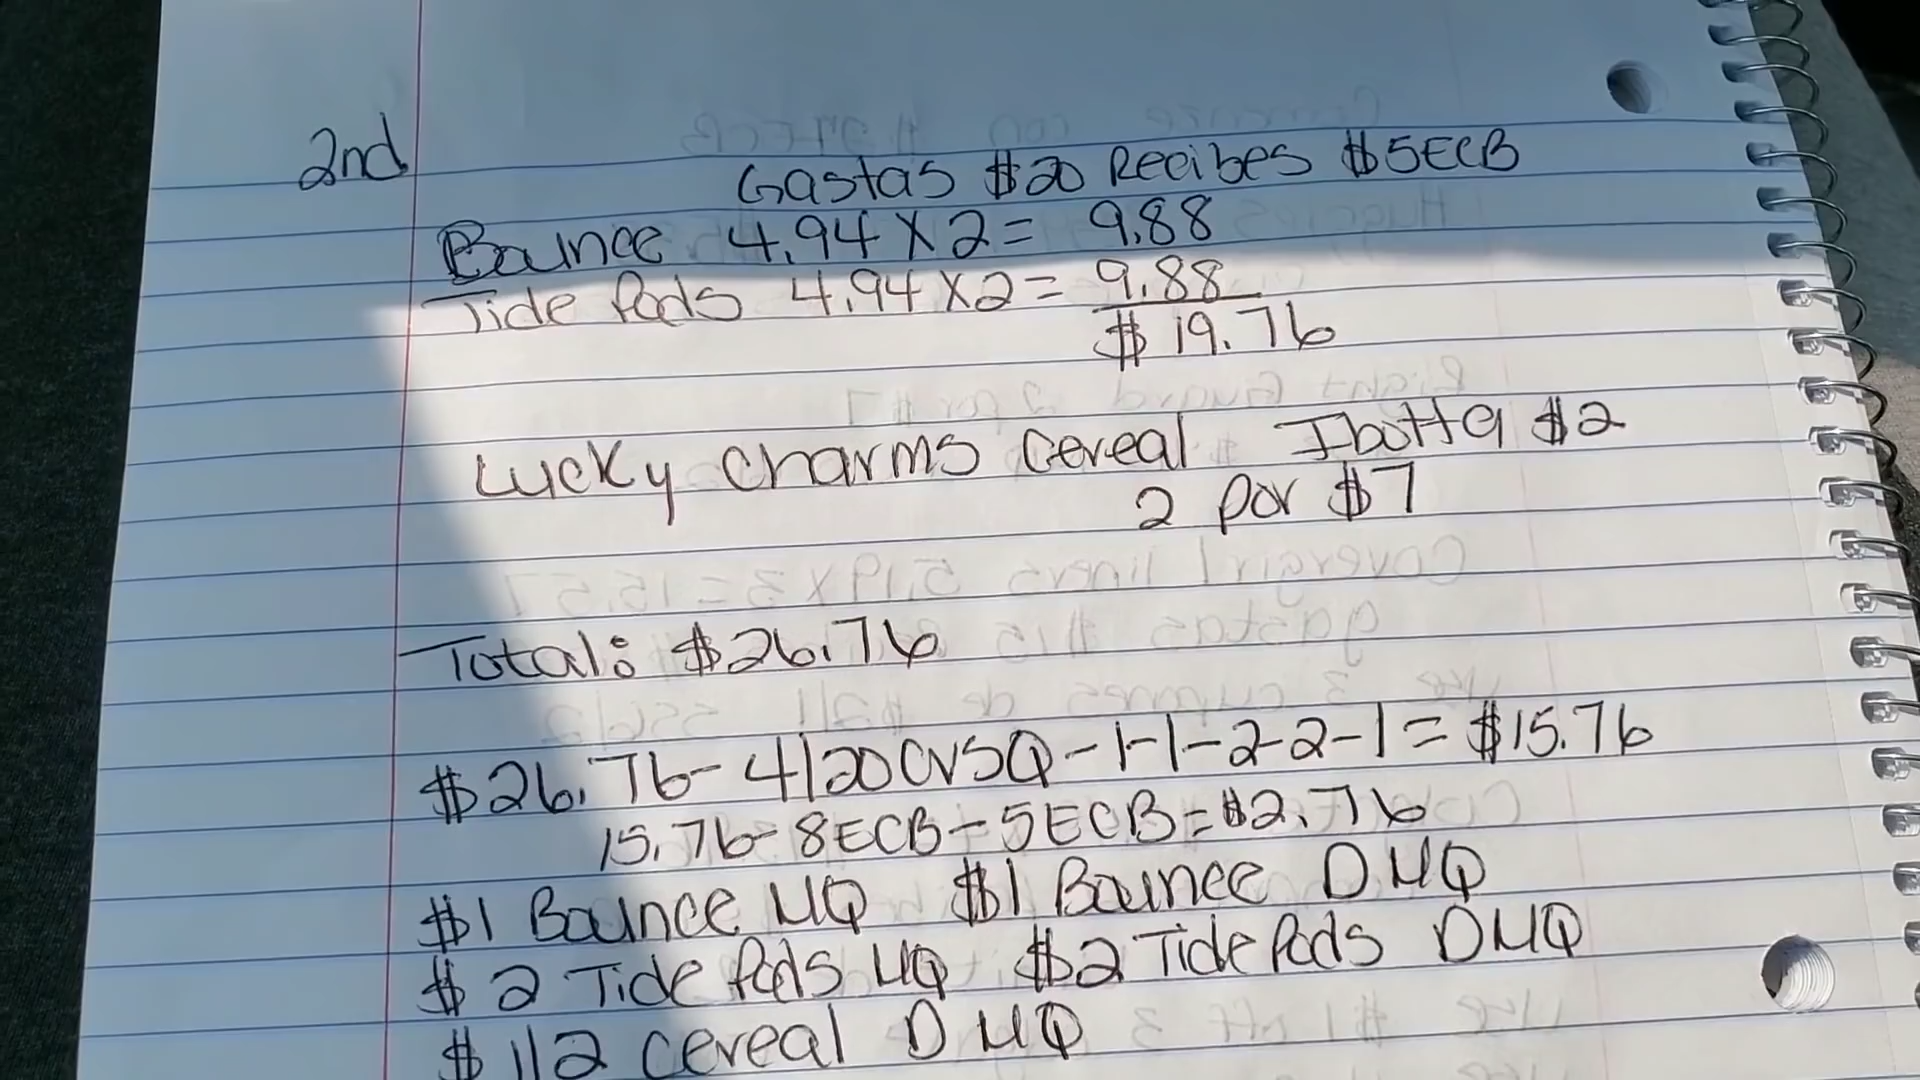 2nd
Gastas $20 Recibes $5ECB
Bounce 4.94 X 2 = 9.88
Tide Pods 4.94 X 2 = 9.88
$ 19.76
Lucky Charms Cereal Ibotta $2
2 por $7
Total: $26.76
$26.76 - 4/20CVSQ - 1-1-2-2-1 = $15.76
15.76 - 8ECB - 5ECB = $2.76
$1 Bounce MQ $1 Bounce DMQ
$2 Tide Pods MQ $2 Tide Pods DMQ
$1/2 Cereal DMQ